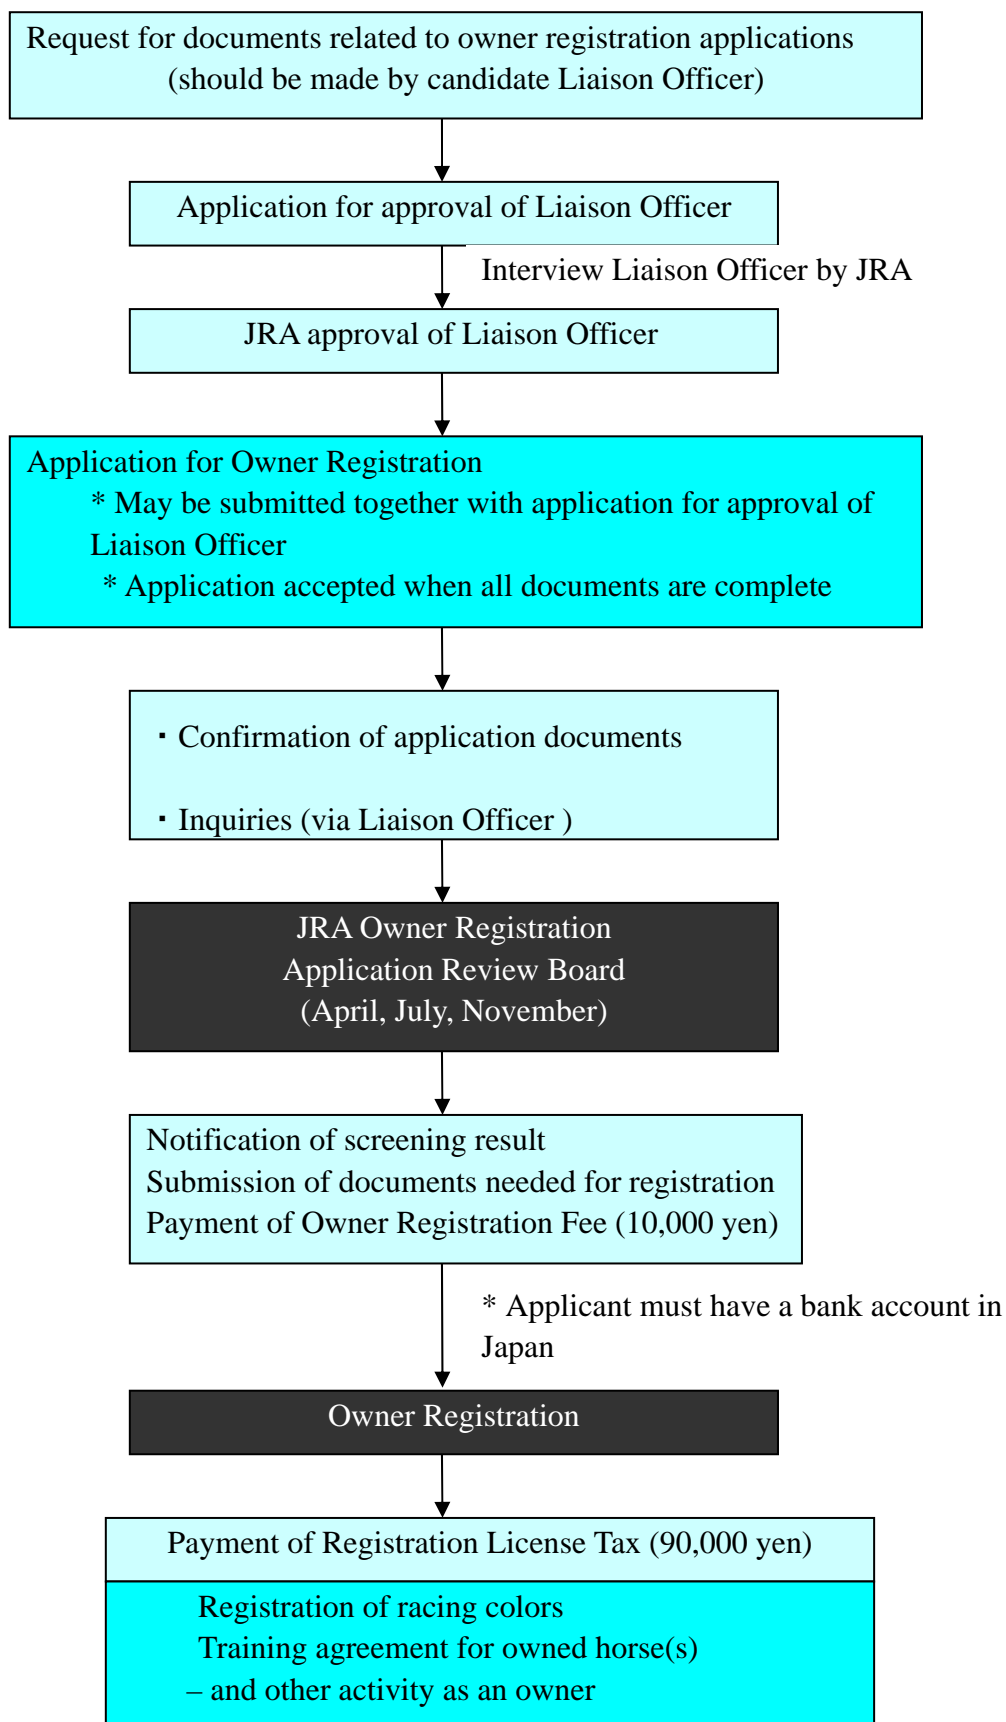 Request for documents related to owner registration applications
(should be made by candidate Liaison Officer)
Application for approval of Liaison Officer
Interview Liaison Officer by JRA
JRA approval of Liaison Officer
Application for Owner Registration
* May be submitted together with application for approval of
Liaison Officer
* Application accepted when all documents are complete
・Confirmation of application documents
・Inquiries (via Liaison Officer )
JRA Owner Registration
Application Review Board
(April, July, November)
Notification of screening result
Submission of documents needed for registration
Payment of Owner Registration Fee (10,000 yen)
* Applicant must have a bank account in
Japan
Owner Registration
Payment of Registration License Tax (90,000 yen)
Registration of racing colors
Training agreement for owned horse(s)
– and other activity as an owner